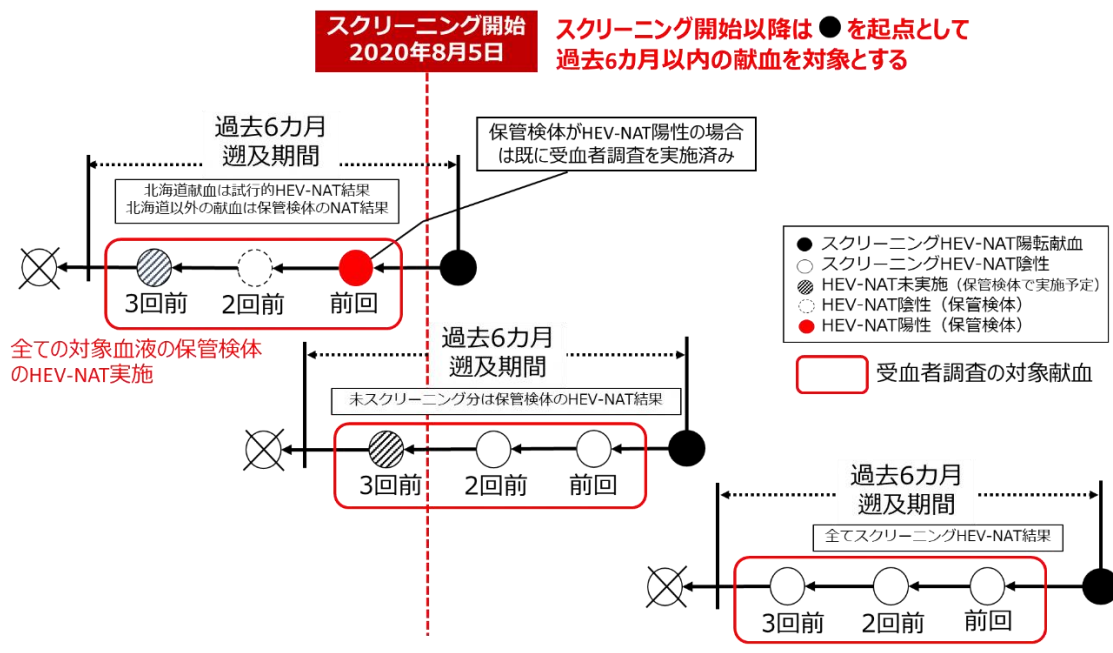 スクリーニング開始
2020年8月5日
スクリーニング開始以降は ● を起点として
過去6カ月以内の献血を対象とする
過去6カ月
遡及期間
北海道献血は試行的HEV-NAT結果
北海道以外の献血は保管検体のNAT結果
保管検体がHEV-NAT陽性の場合
は既に受血者調査を実施済み
3回前
2回前
前回
全ての対象血液の保管検体
のHEV-NAT実施
スクリーニングHEV-NAT陽転献血
スクリーニングHEV-NAT陰性
HEV-NAT未実施（保管検体で実施予定）
HEV-NAT陰性（保管検体）
HEV-NAT陽性（保管検体）
受血者調査の対象献血
過去6カ月
遡及期間
未スクリーニング分は保管検体のHEV-NAT結果
3回前
2回前
前回
過去6カ月
遡及期間
全てスクリーニングHEV-NAT結果
3回前
2回前
前回